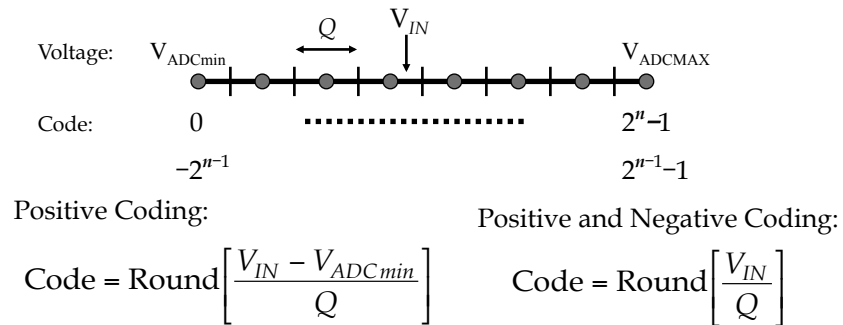 Q V_IN
Voltage: V_ADCmin V_ADCMAX
Code: 0 2^n−1
−2^{n−1} 2^{n−1}−1
Positive Coding: Positive and Negative Coding:
Code = Round[(V_IN − V_ADCmin)/Q] Code = Round[V_IN/Q]